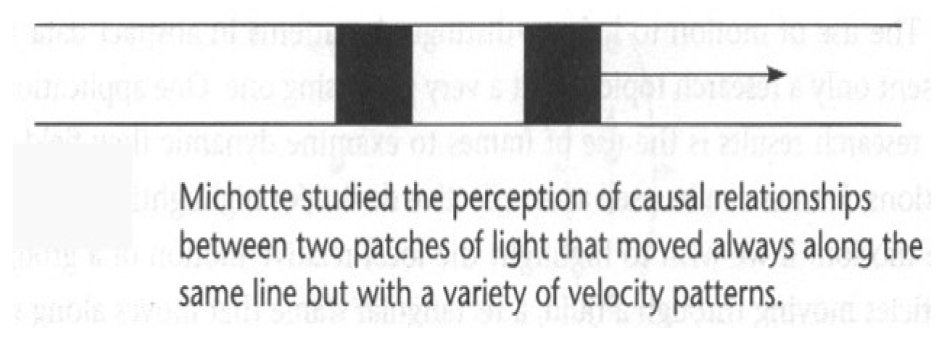 Michotte studied the perception of causal relationships
between two patches of light that moved always along the
same line but with a variety of velocity patterns.